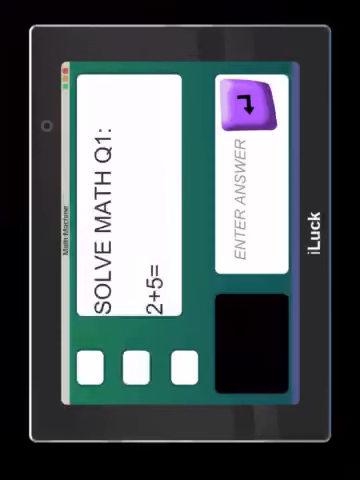 Math Machine
SOLVE MATH Q1:
2+5=
ENTER ANSWER
iLuck